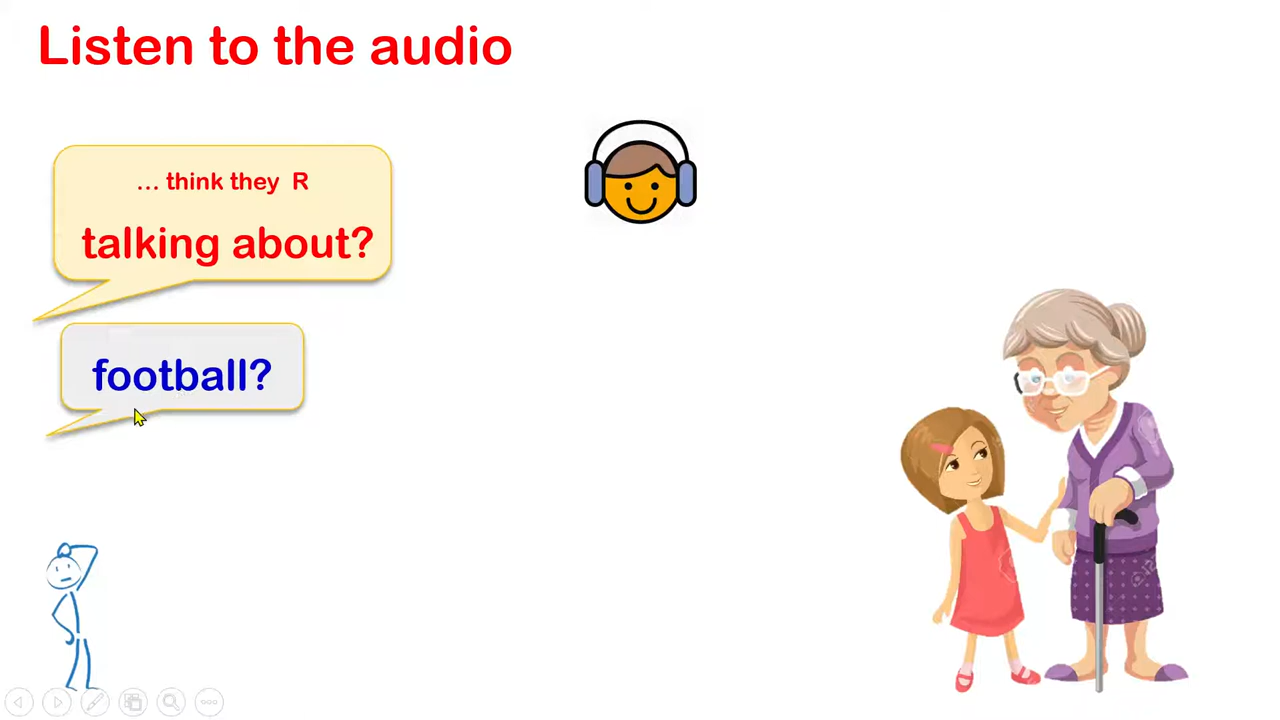 Listen to the audio
... think they R
talking about?
football?